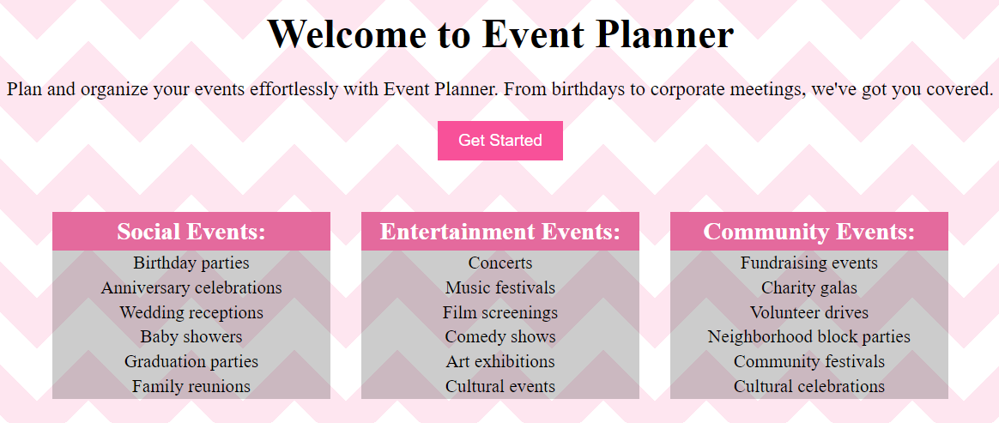 Welcome to Event Planner
Plan and organize your events effortlessly with Event Planner. From birthdays to corporate meetings, we've got you covered.
Get Started
Social Events:
Birthday parties
Anniversary celebrations
Wedding receptions
Baby showers
Graduation parties
Family reunions
Entertainment Events:
Concerts
Music festivals
Film screenings
Comedy shows
Art exhibitions
Cultural events
Community Events:
Fundraising events
Charity galas
Volunteer drives
Neighborhood block parties
Community festivals
Cultural celebrations